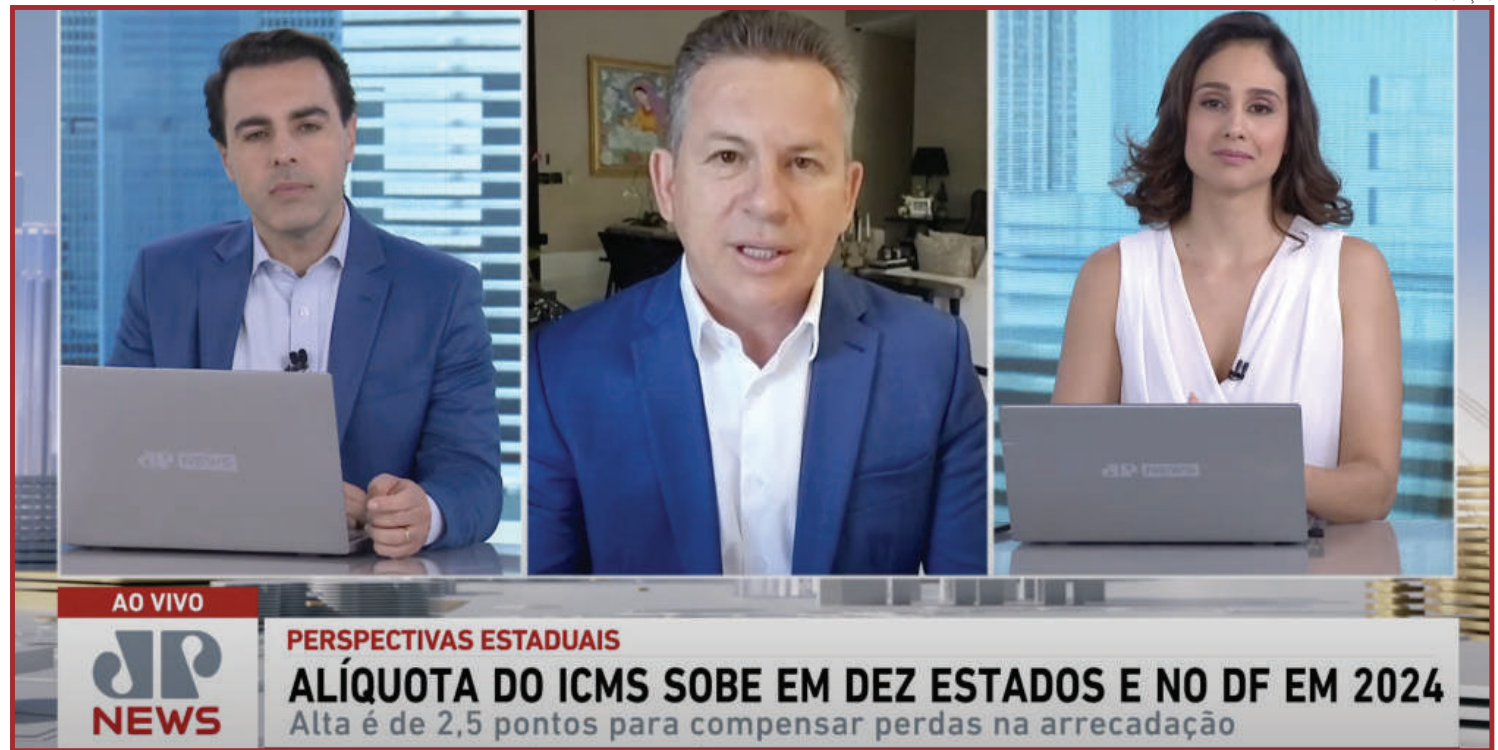 AO VIVO
JP
NEWS
PERSPECTIVAS ESTADUAIS
ALÍQUOTA DO ICMS SOBE EM DEZ ESTADOS E NO DF EM 2024
Alta é de 2,5 pontos para compensar perdas na arrecadação